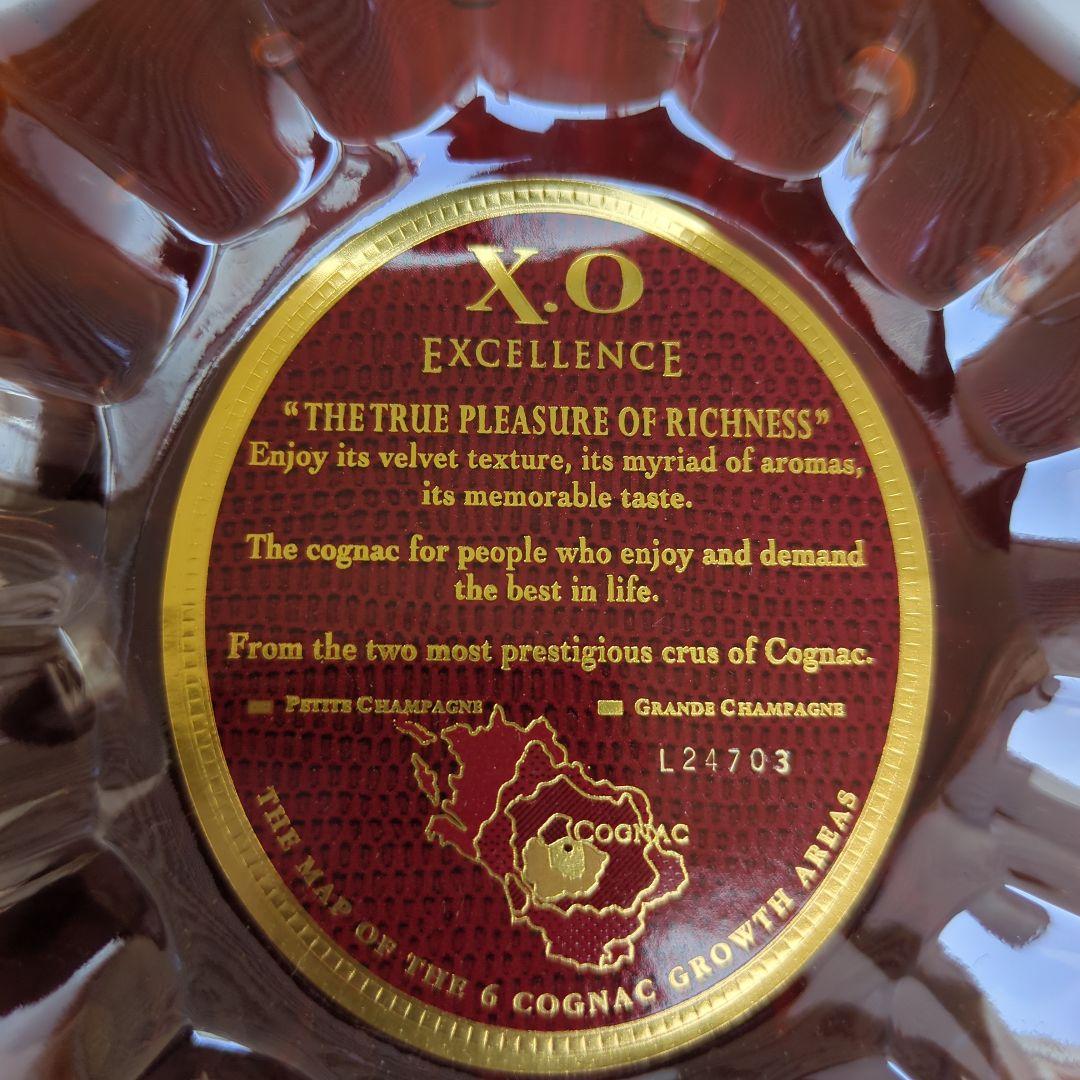 X.O
EXCELLENCE
“THE TRUE PLEASURE OF RICHNESS”
Enjoy its velvet texture, its myriad of aromas,
its memorable taste.
The cognac for people who enjoy and demand
the best in life.
From the two most prestigious crus of Cognac.
PETITE CHAMPAGNE
GRANDE CHAMPAGNE
L24703
COGNAC
THE MAP OF THE 6 COGNAC GROWTH AREAS